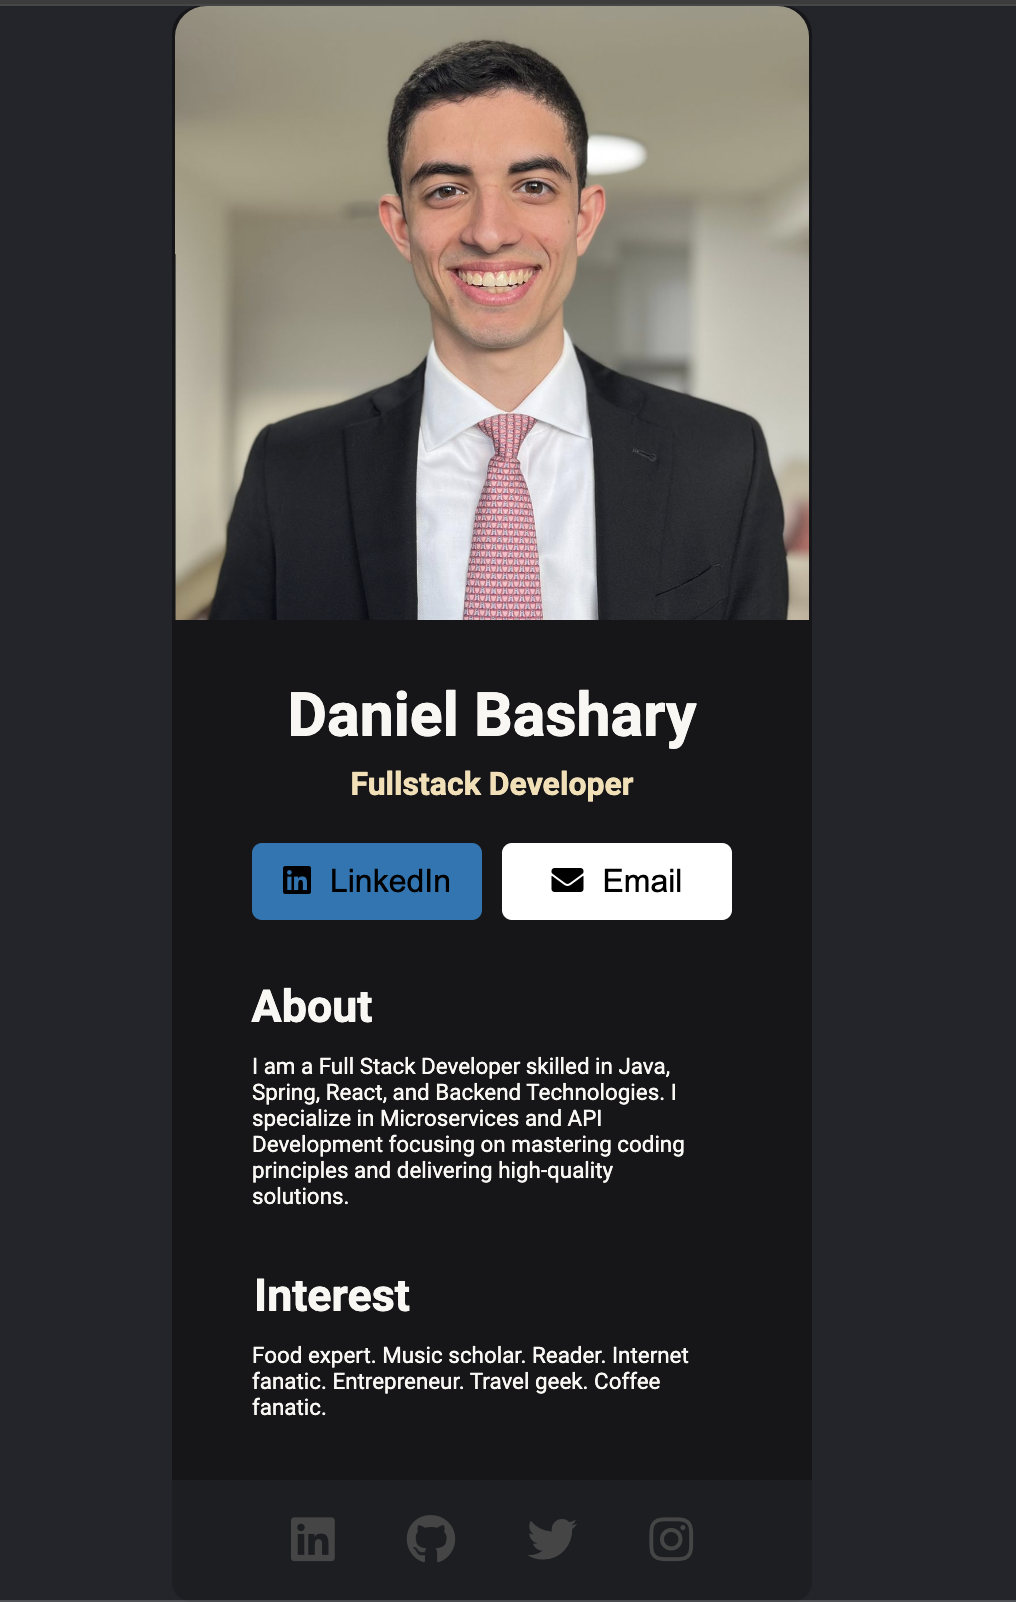 Daniel Bashary
Fullstack Developer
LinkedIn
Email
About
I am a Full Stack Developer skilled in Java,
Spring, React, and Backend Technologies. I
specialize in Microservices and API
Development focusing on mastering coding
principles and delivering high-quality
solutions.
Interest
Food expert. Music scholar. Reader. Internet
fanatic. Entrepreneur. Travel geek. Coffee
fanatic.